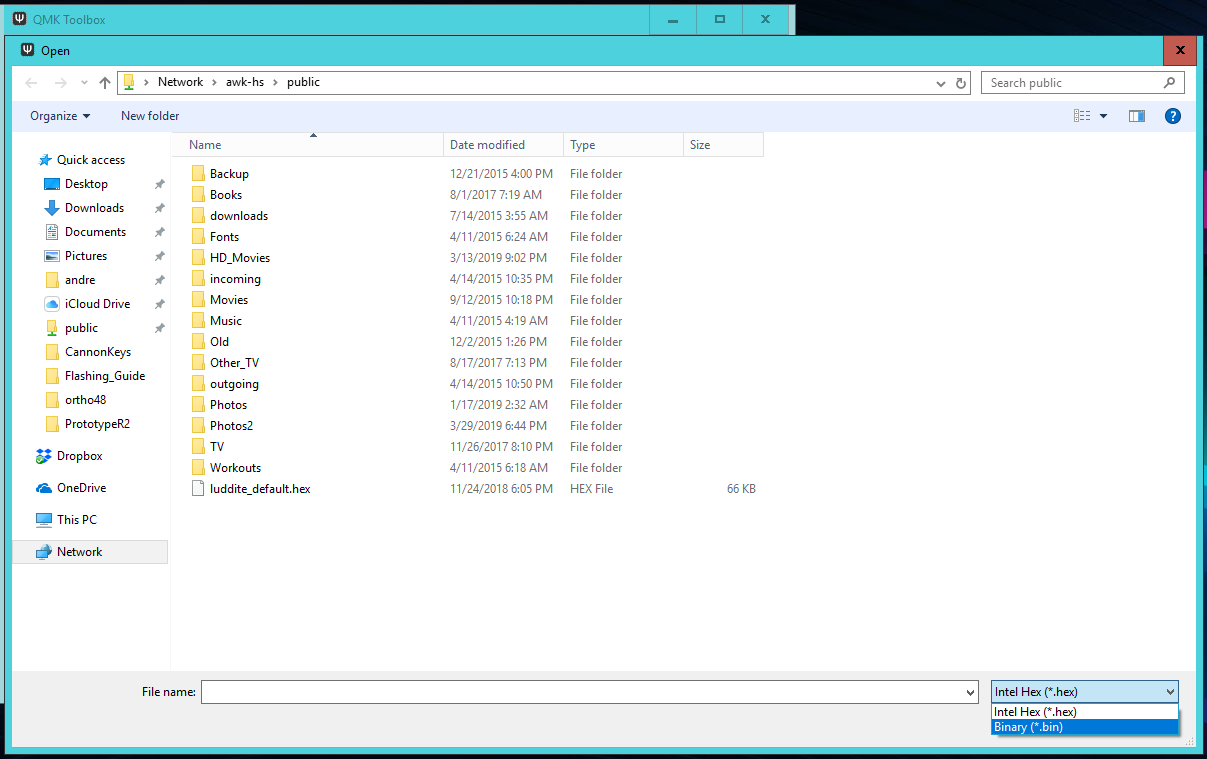 QMK Toolbox
Open
Network > awk-hs > public
Search public
Organize
New folder
Name Date modified Type Size
Quick access
Desktop
Downloads
Documents
Pictures
andre
iCloud Drive
public
CannonKeys
Flashing_Guide
ortho48
PrototypeR2
Dropbox
OneDrive
This PC
Network
Backup 12/21/2015 4:00 PM File folder
Books 8/1/2017 7:19 AM File folder
downloads 7/14/2015 3:55 AM File folder
Fonts 4/11/2015 6:24 AM File folder
HD_Movies 3/13/2019 9:02 PM File folder
incoming 4/14/2015 10:35 PM File folder
Movies 9/12/2015 10:18 PM File folder
Music 4/11/2015 4:19 AM File folder
Old 12/2/2015 1:26 PM File folder
Other_TV 8/17/2017 7:13 PM File folder
outgoing 4/14/2015 10:50 PM File folder
Photos 1/17/2019 2:32 AM File folder
Photos2 3/29/2019 6:44 PM File folder
TV 11/26/2017 8:10 PM File folder
Workouts 4/11/2015 6:18 AM File folder
luddite_default.hex 11/24/2018 6:05 PM HEX File 66 KB
File name:
Intel Hex (*.hex)
Intel Hex (*.hex)
Binary (*.bin)